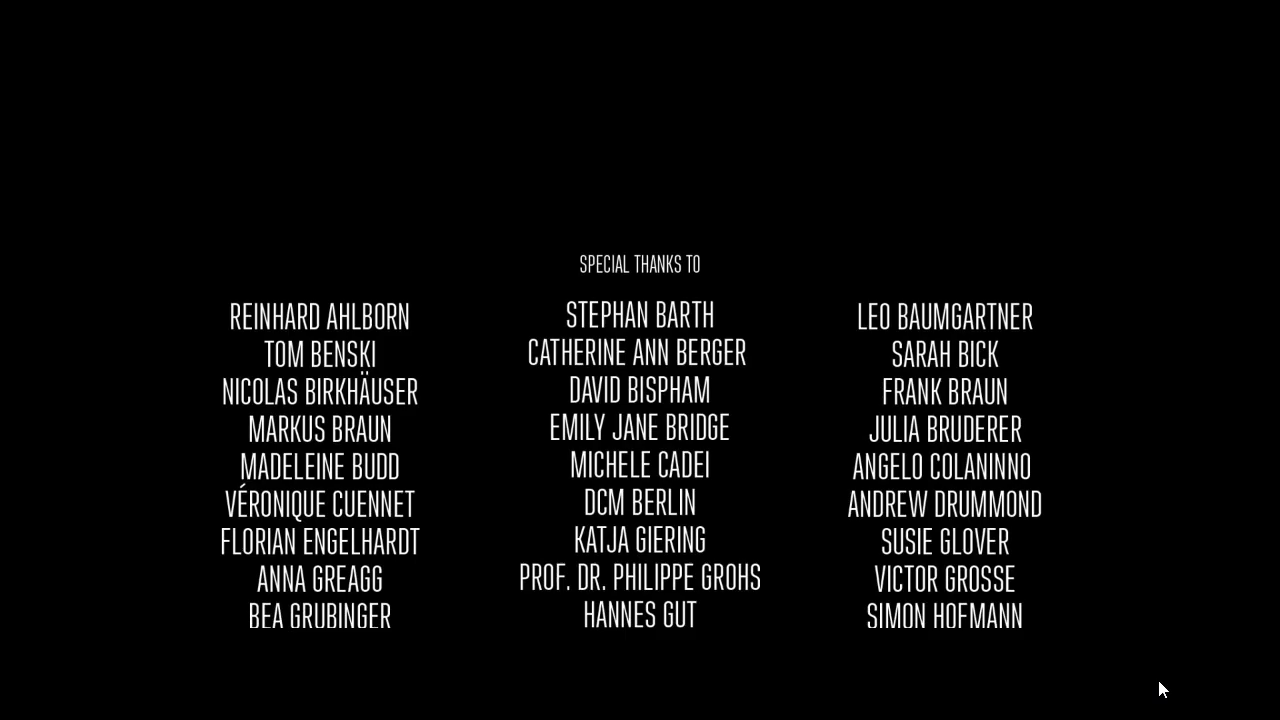 SPECIAL THANKS TO
REINHARD AHLBORN STEPHAN BARTH LEO BAUMGARTNER
TOM BENSKI CATHERINE ANN BERGER SARAH BICK
NICOLAS BIRKHÄUSER DAVID BISPHAM FRANK BRAUN
MARKUS BRAUN EMILY JANE BRIDGE JULIA BRUDERER
MADELEINE BUDD MICHELE CADEI ANGELO COLANINNO
VÉRONIQUE CUENNET DCM BERLIN ANDREW DRUMMOND
FLORIAN ENGELHARDT KATJA GIERING SUSIE GLOVER
ANNA GREAGG PROF. DR. PHILIPPE GROHS VICTOR GROSSE
BEA GRUBINGER HANNES GUT SIMON HOFMANN